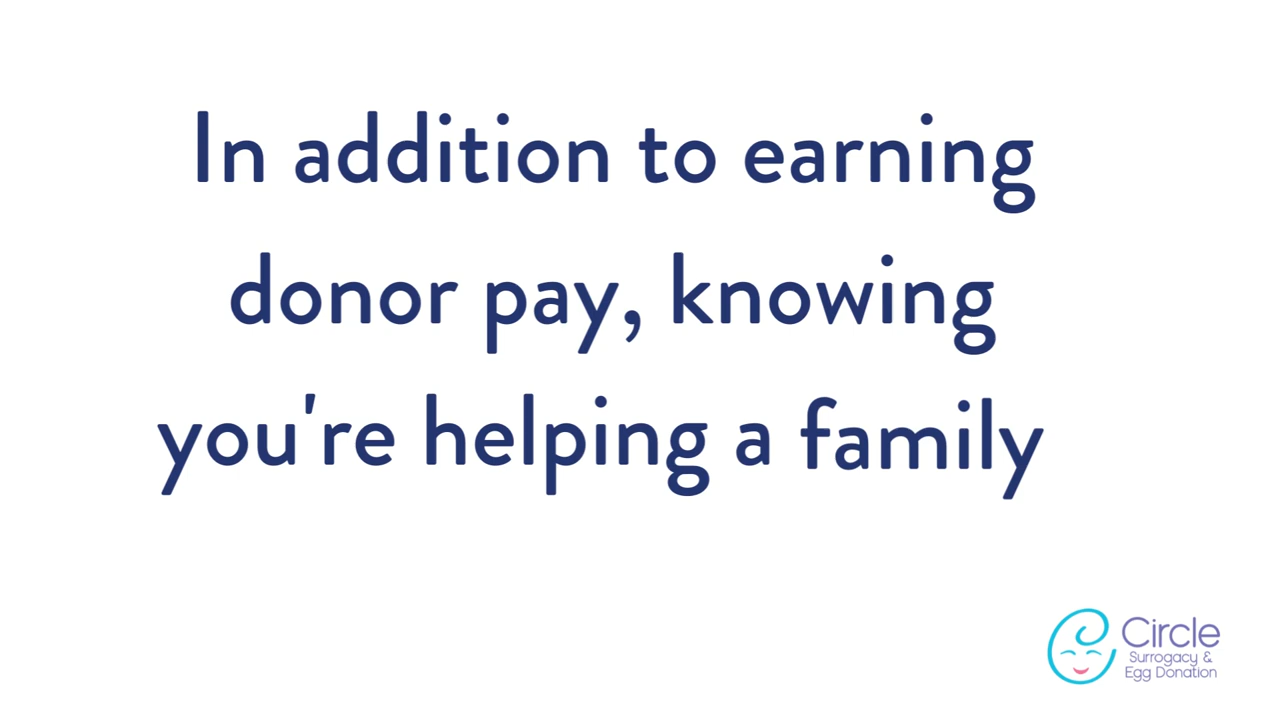 In addition to earning
donor pay, knowing
you're helping a family
Circle
Surrogacy &
Egg Donation